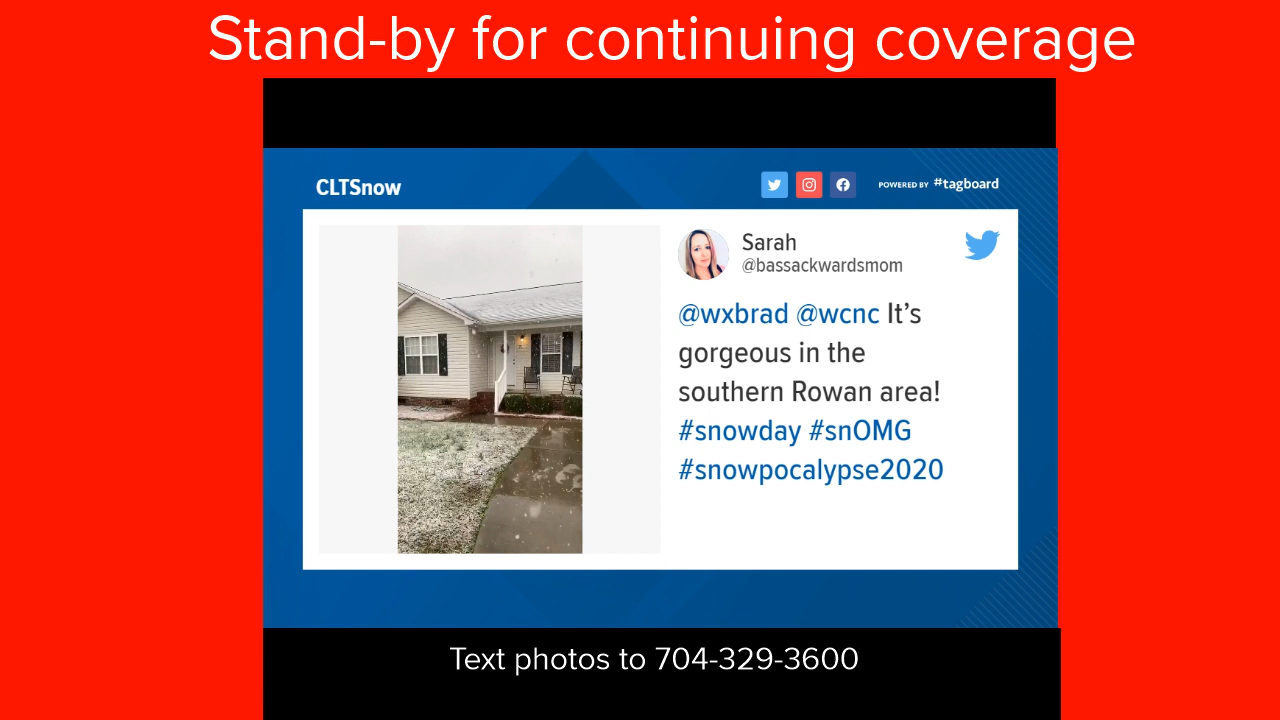 Stand-by for continuing coverage
CLTSnow
POWERED BY #tagboard
Sarah
@bassackwardsmom
@wxbrad @wcnc It’s
gorgeous in the
southern Rowan area!
#snowday #snOMG
#snowpocalypse2020
Text photos to 704-329-3600